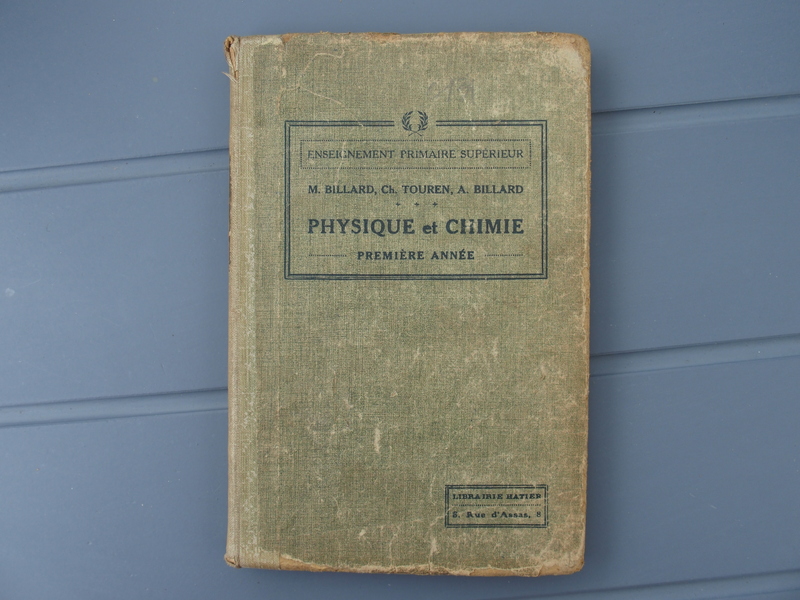 ENSEIGNEMENT PRIMAIRE SUPÉRIEUR
M. BILLARD, Ch. TOUREN, A. BILLARD
PHYSIQUE et CHIMIE
PREMIÈRE ANNÉE
LIBRAIRIE HATIER
8, Rue d'Assas, 8